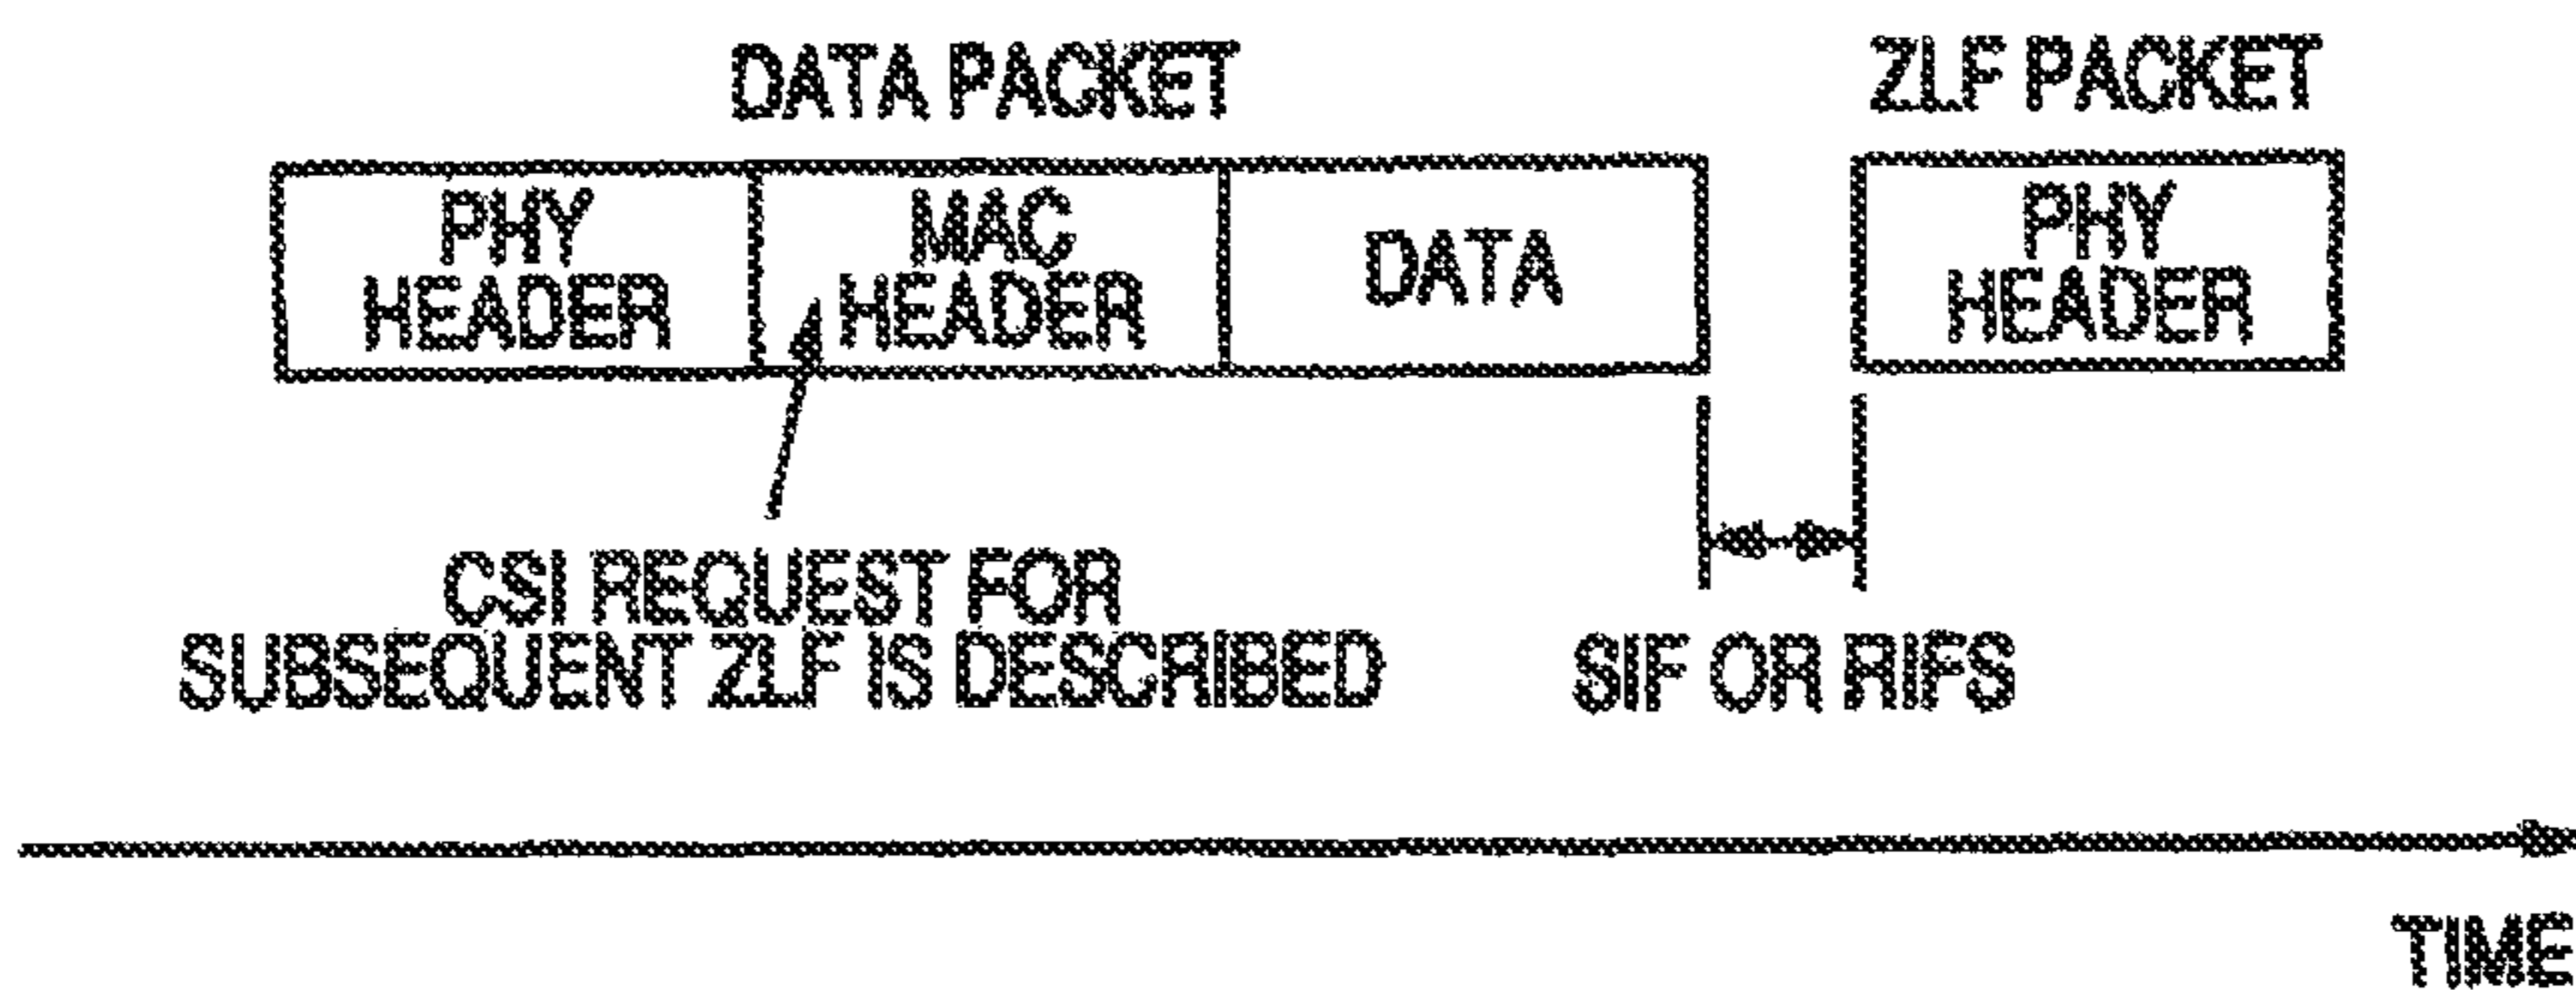 DATA PACKET
ZLF PACKET
PHY
HEADER
MAC
HEADER
DATA
PHY
HEADER
CSI REQUEST FOR
SUBSEQUENT ZLF IS DESCRIBED
SIF OR RIFS
TIME